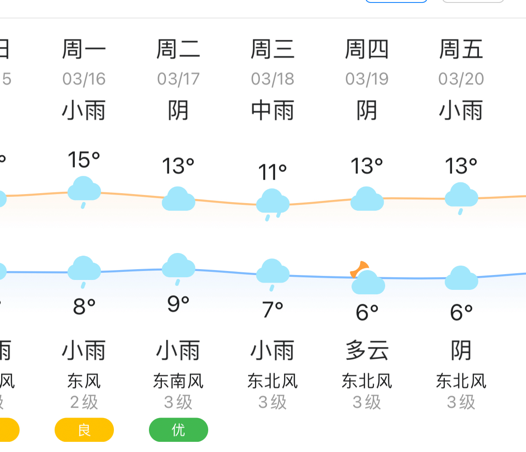 日 周一 周二 周三 周四 周五
5 03/16 03/17 03/18 03/19 03/20
小雨 阴 中雨 阴 小雨
° 15° 13° 11° 13° 13°
8° 9° 7° 6° 6°
雨 小雨 小雨 小雨 多云 阴
风 东风 东南风 东北风 东北风 东北风
级 2级 3级 3级 3级 3级
良 优